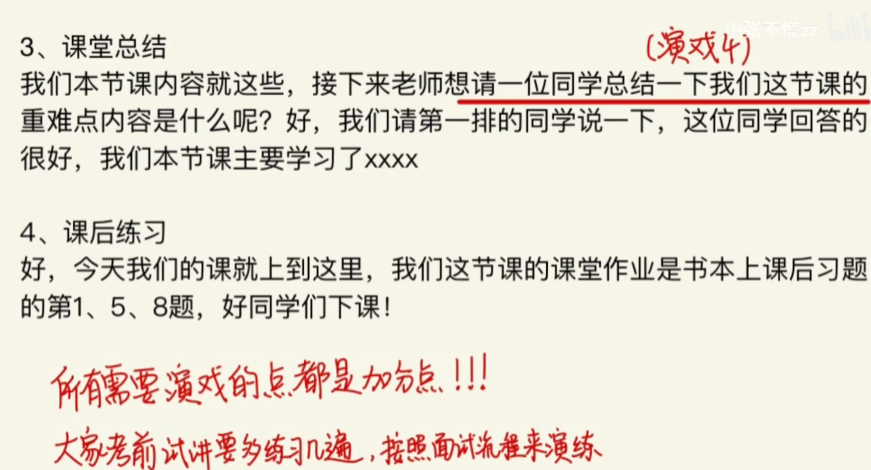 小张不慌zz bilibili
3、课堂总结
(演戏4)
我们本节课内容就这些，接下来老师想请一位同学总结一下我们这节课的
重难点内容是什么呢？好，我们请第一排的同学说一下，这位同学回答的
很好，我们本节课主要学习了xxxx
4、课后练习
好，今天我们的课就上到这里，我们这节课的课堂作业是书本上课后习题
的第1、5、8题，好同学们下课！
所有需要演戏的点都是加分点!!!
大家考前试讲要多练习几遍，按照面试流程来演练